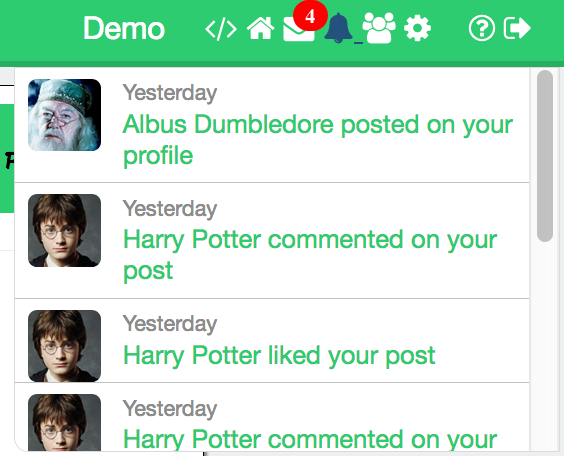 Demo
4
Yesterday
Albus Dumbledore posted on your
profile
Yesterday
Harry Potter commented on your
post
Yesterday
Harry Potter liked your post
Yesterday
Harry Potter commented on your